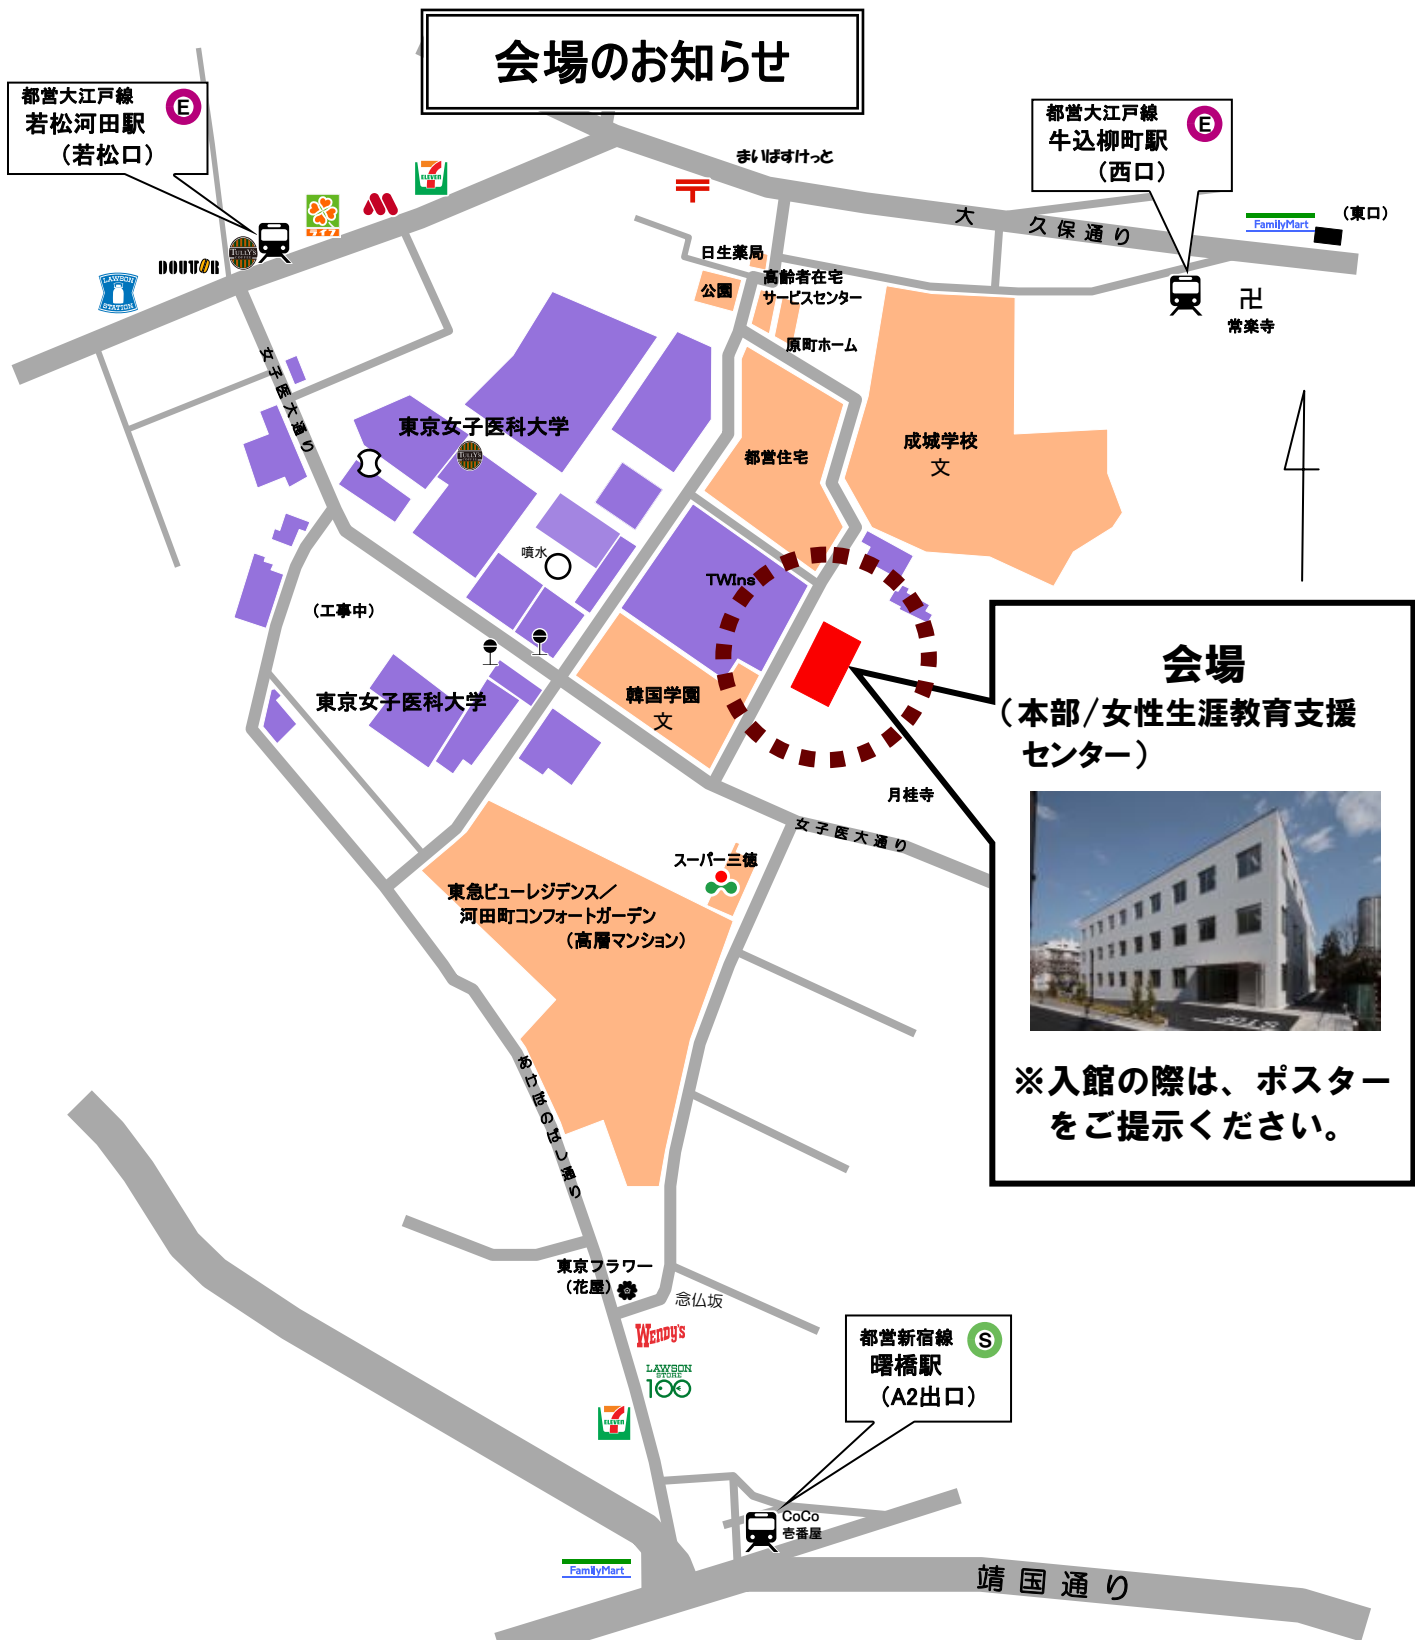 会場のお知らせ
都営大江戸線
E
若松河田駅
（若松口）
都営大江戸線
E
牛込柳町駅
（西口）
まいばすけっと
7 ELEVEN
ライフ
DOUTOR
TULLY'S
LAWSON STATION
大久保通り
FamilyMart
（東口）
日生薬局
公園
高齢者在宅
サービスセンター
原町ホーム
卍
常楽寺
女子医大通り
東京女子医科大学
TULLY'S
都営住宅
成城学校
文
噴水
TWIns
（工事中）
東京女子医科大学
韓国学園
文
月桂寺
女子医大通り
会場
（本部/女性生涯教育支援
センター）
※入館の際は、ポスター
をご提示ください。
スーパー三徳
東急ビューレジデンス／
河田町コンフォートガーデン
（高層マンション）
あけぼのばし通り
東京フラワー
（花屋）
念仏坂
WENDY'S
LAWSON
STORE
100
7 ELEVEN
都営新宿線
S
曙橋駅
（A2出口）
CoCo
壱番屋
FamilyMart
靖国通り